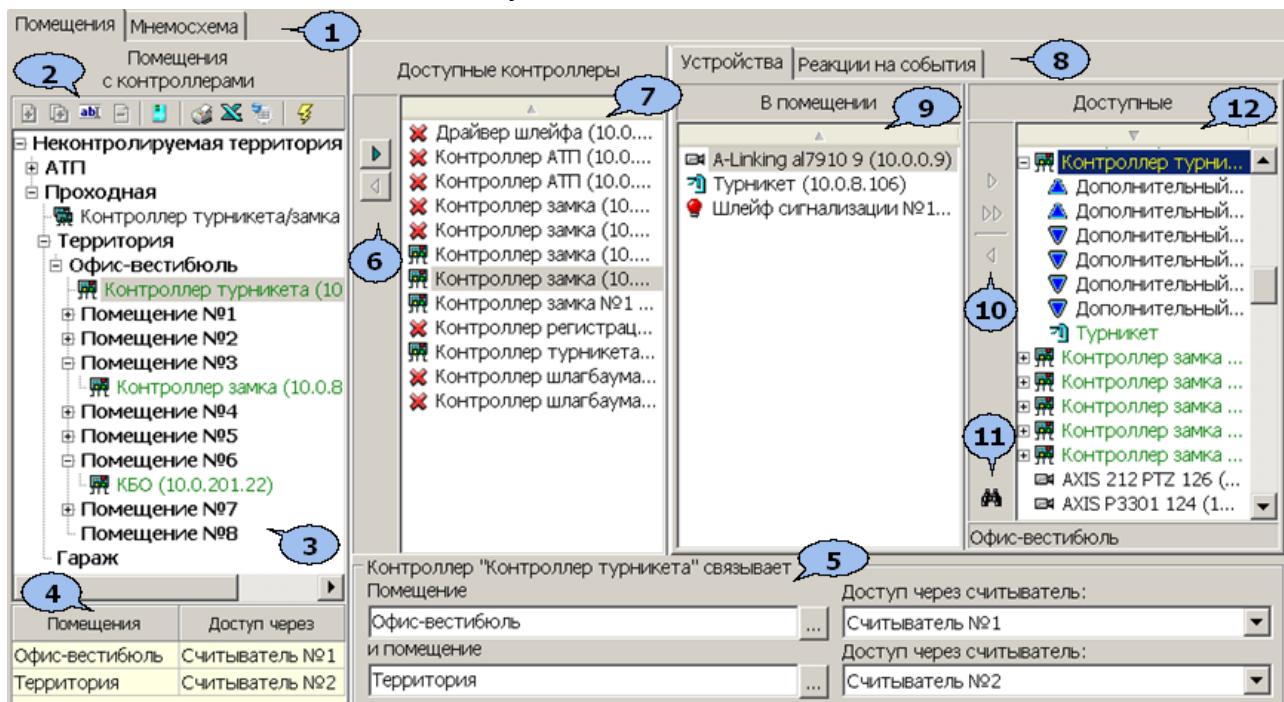 Помещения Мнемосхема 1
Помещения
с контроллерами
2
Неконтролируемая территория
АТП
Проходная
Контроллер турникета/замка
Территория
Офис-вестибюль
Контроллер турникета (10
Помещение №1
Помещение №2
Помещение №3
Контроллер замка (10.0.8
Помещение №4
Помещение №5
Помещение №6
КБО (10.0.201.22)
Помещение №7
Помещение №8
Гараж
3
4
Помещения Доступ через
Офис-вестибюль Считыватель №1
Территория Считыватель №2
Доступные контроллеры
7
Драйвер шлейфа (10.0....
Контроллер АТП (10.0....
Контроллер АТП (10.0....
Контроллер замка (10....
Контроллер замка (10....
Контроллер замка (10....
Контроллер замка (10....
Контроллер замка №1 ...
Контроллер регистрац...
Контроллер турникета...
Контроллер шлагбаума...
Контроллер шлагбаума...
6
Устройства Реакции на события 8
В помещении 9
A-Linking al7910 9 (10.0.0.9)
Турникет (10.0.8.106)
Шлейф сигнализации №1...
10
11
Доступные 12
Контроллер турни...
Дополнительный...
Дополнительный...
Дополнительный...
Дополнительный...
Дополнительный...
Дополнительный...
Турникет
Контроллер замка ...
Контроллер замка ...
Контроллер замка ...
Контроллер замка ...
Контроллер замка ...
AXIS 212 PTZ 126 (...
AXIS P3301 124 (1...
Офис-вестибюль
Контроллер "Контроллер турникета" связывает 5
Помещение Доступ через считыватель:
Офис-вестибюль ... Считыватель №1
и помещение Доступ через считыватель:
Территория ... Считыватель №2